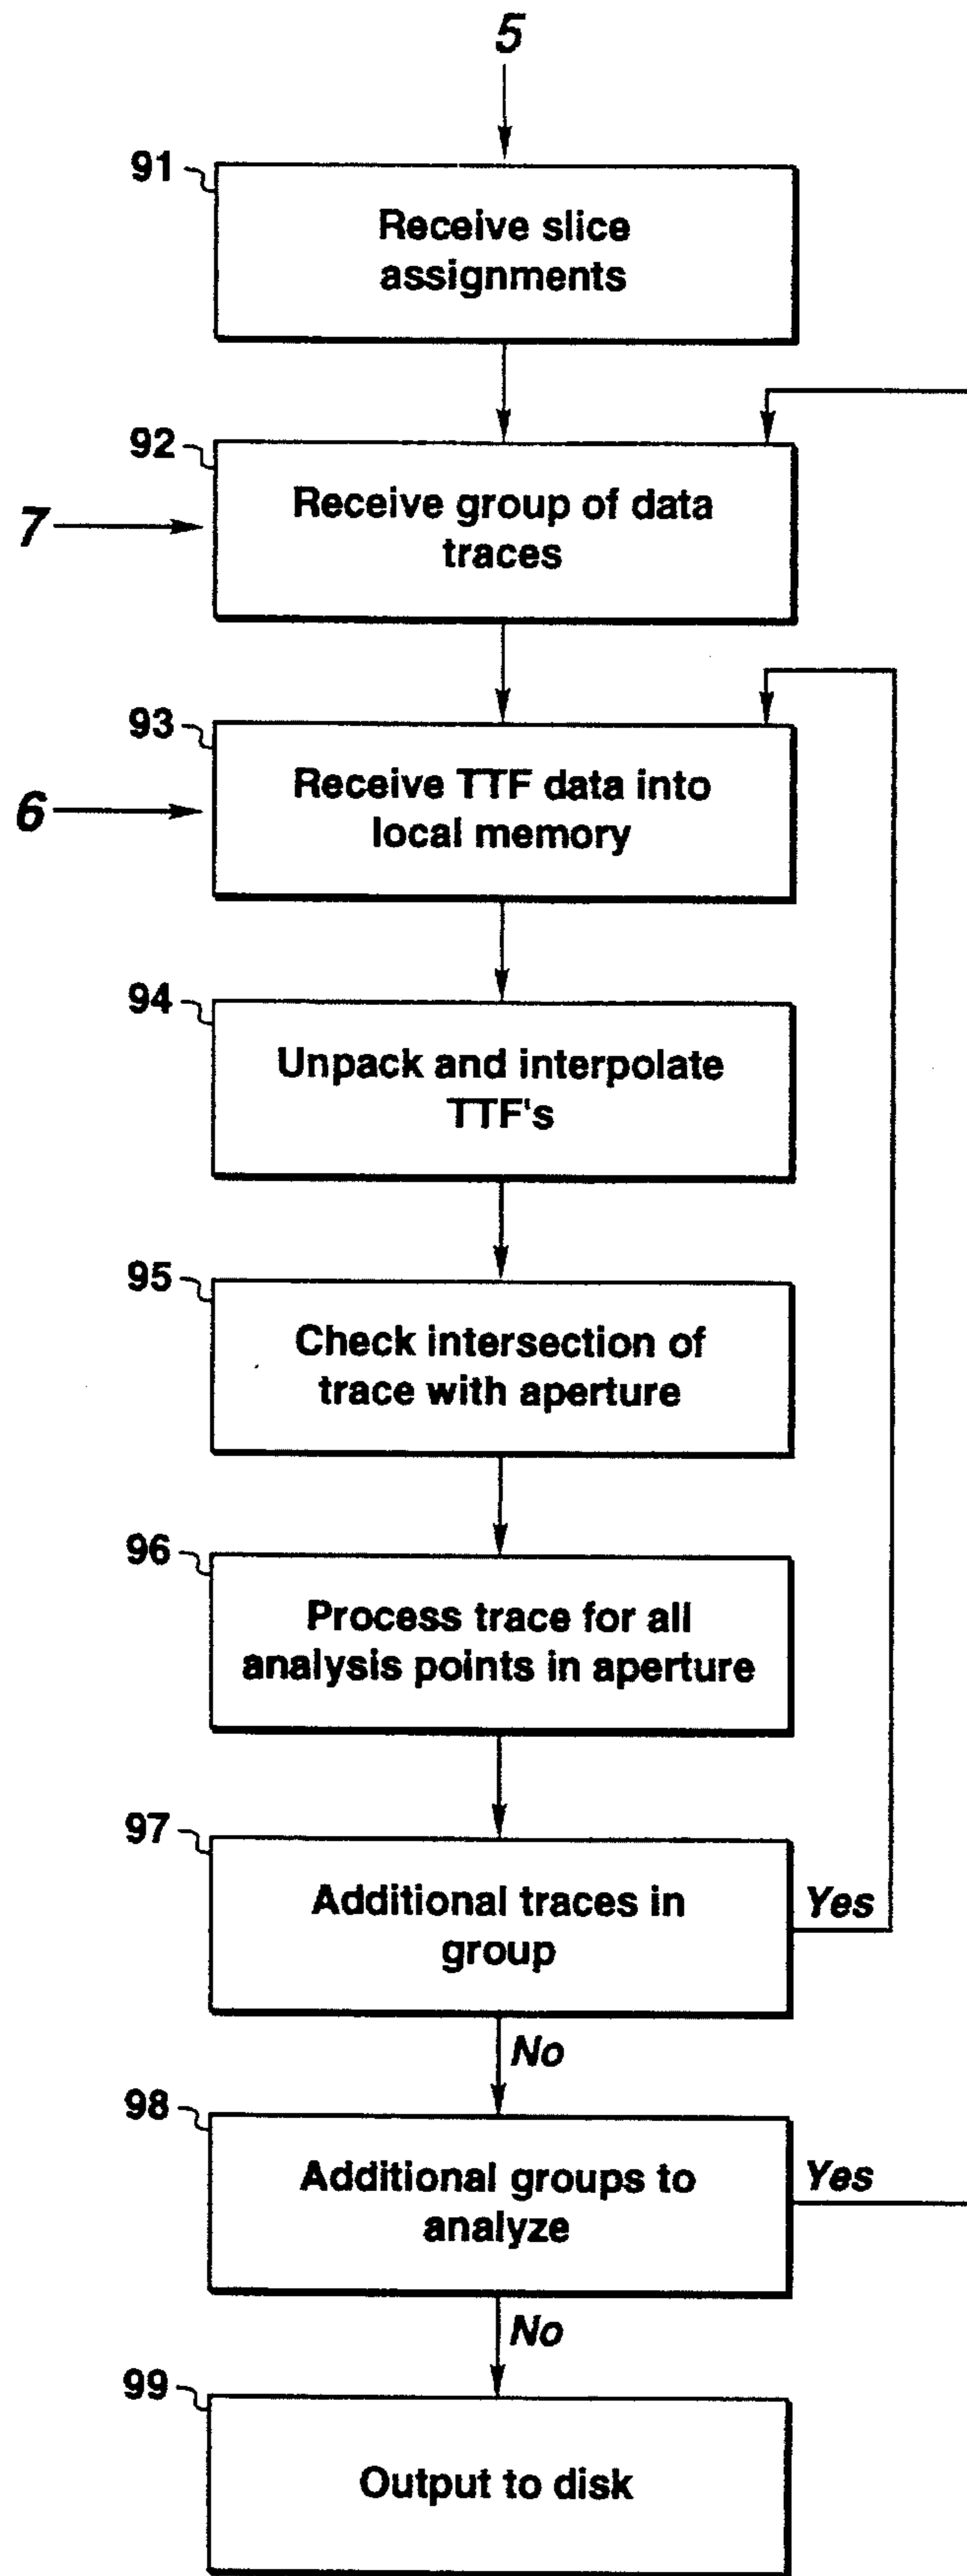 5
91
Receive slice
assignments
92
7
Receive group of data
traces
93
6
Receive TTF data into
local memory
94
Unpack and interpolate
TTF's
95
Check intersection of
trace with aperture
96
Process trace for all
analysis points in aperture
97
Additional traces in
group
Yes
No
98
Additional groups to
analyze
Yes
No
99
Output to disk